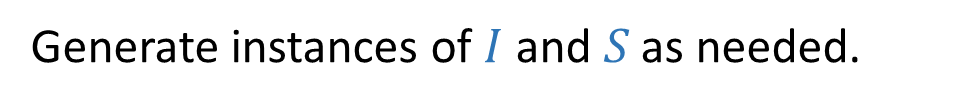 Generate instances of I and S as needed.